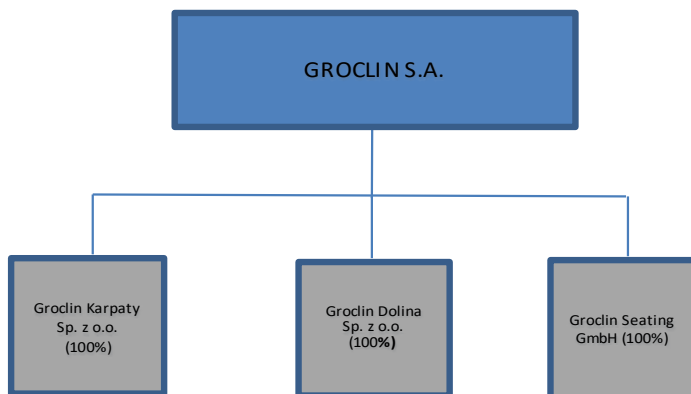 GROCLIN S.A.
Groclin Karpaty
Sp. z o.o.
(100%)
Groclin Dolina
Sp. z o.o.
(100%)
Groclin Seating
GmbH (100%)